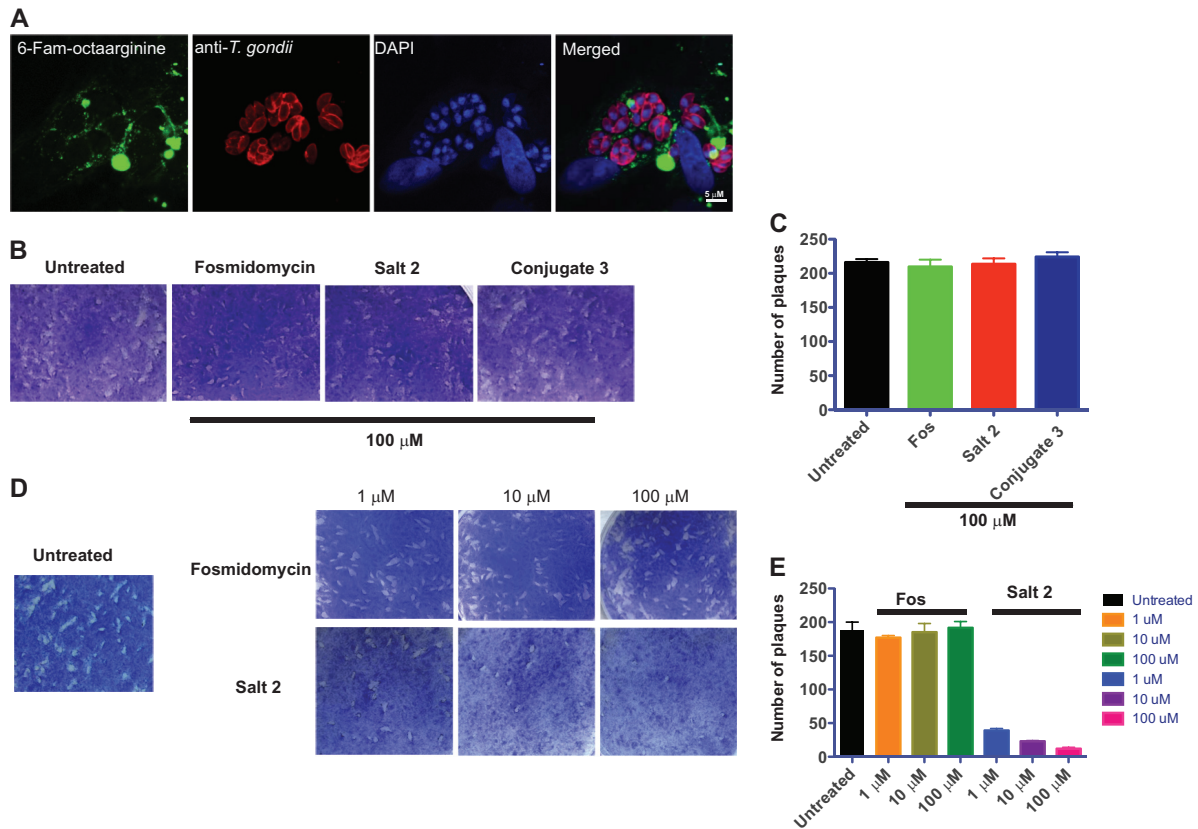 A
6-Fam-octaarginine
anti-T. gondii
DAPI
Merged
5 μM
B
Untreated
Fosmidomycin
Salt 2
Conjugate 3
100 μM
C
Number of plaques
250
200
150
100
50
0
Untreated
Fos
Salt 2
Conjugate 3
100 μM
D
Untreated
1 μM
10 μM
100 μM
Fosmidomycin
Salt 2
E
Number of plaques
250
200
150
100
50
0
Fos
Salt 2
Untreated
1 μM
10 μM
100 μM
1 μM
10 μM
100 μM
Untreated
1 uM
10 uM
100 uM
1 uM
10 uM
100 uM